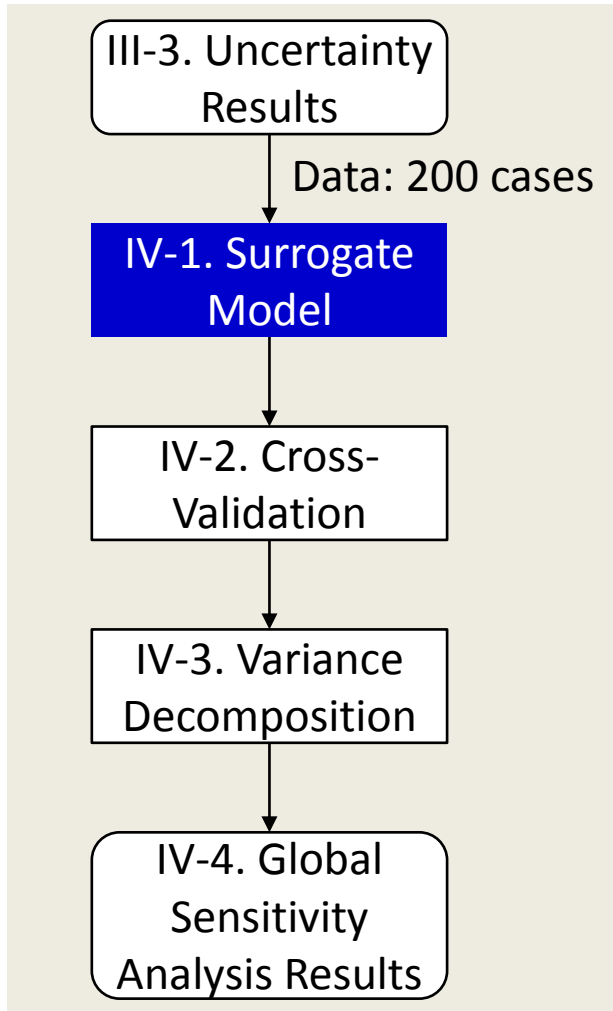 III-3. Uncertainty
Results
Data: 200 cases
IV-1. Surrogate
Model
IV-2. Cross-
Validation
IV-3. Variance
Decomposition
IV-4. Global
Sensitivity
Analysis Results